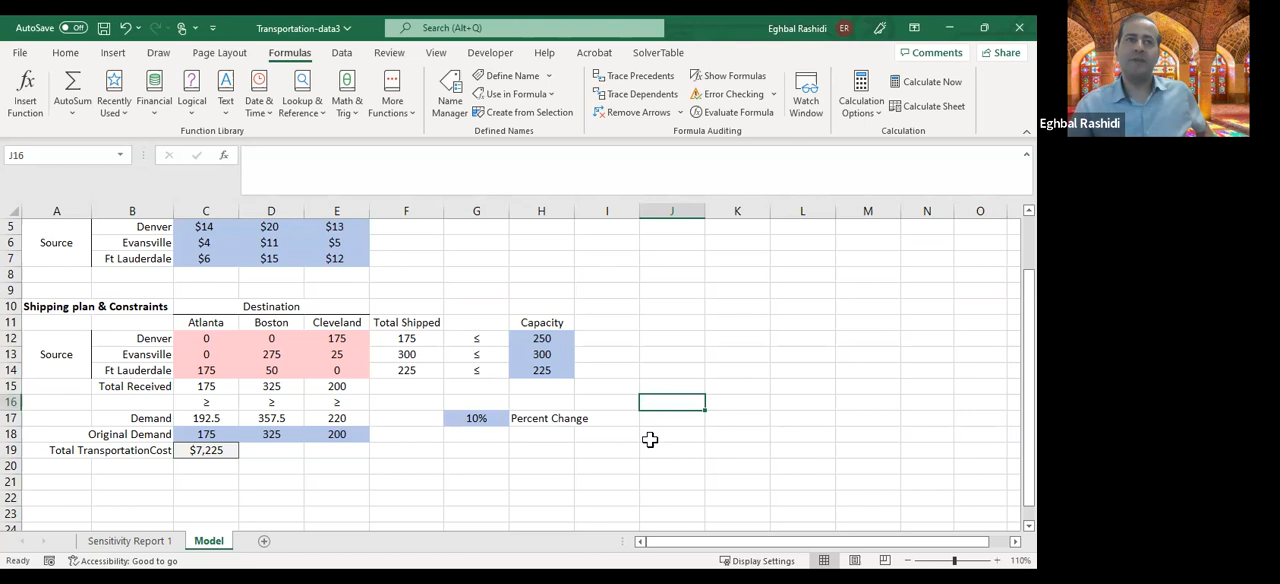 AutoSave Off Transportation-data3 Search (Alt+Q) Eghbal Rashidi ER
File Home Insert Draw Page Layout Formulas Data Review View Developer Help Acrobat SolverTable Comments Share
Insert Function
AutoSum
Recently Used
Financial
Logical
Text
Date & Time
Lookup & Reference
Math & Trig
More Functions
Function Library
Name Manager
Define Name
Use in Formula
Create from Selection
Defined Names
Trace Precedents
Trace Dependents
Remove Arrows
Show Formulas
Error Checking
Evaluate Formula
Formula Auditing
Watch Window
Calculation Options
Calculate Now
Calculate Sheet
Calculation
Eghbal Rashidi
J16 fx
A B C D E F G H I J K L M N O
5 Denver $14 $20 $13
6 Source Evansville $4 $11 $5
7 Ft Lauderdale $6 $15 $12
8
9
10 Shipping plan & Constraints Destination
11 Atlanta Boston Cleveland Total Shipped Capacity
12 Denver 0 0 175 175 ≤ 250
13 Source Evansville 0 275 25 300 ≤ 300
14 Ft Lauderdale 175 50 0 225 ≤ 225
15 Total Received 175 325 200
16 ≥ ≥ ≥
17 Demand 192.5 357.5 220 10% Percent Change
18 Original Demand 175 325 200
19 Total TransportationCost $7,225
20
21
22
23
24
Sensitivity Report 1 Model
Ready Accessibility: Good to go Display Settings 110%